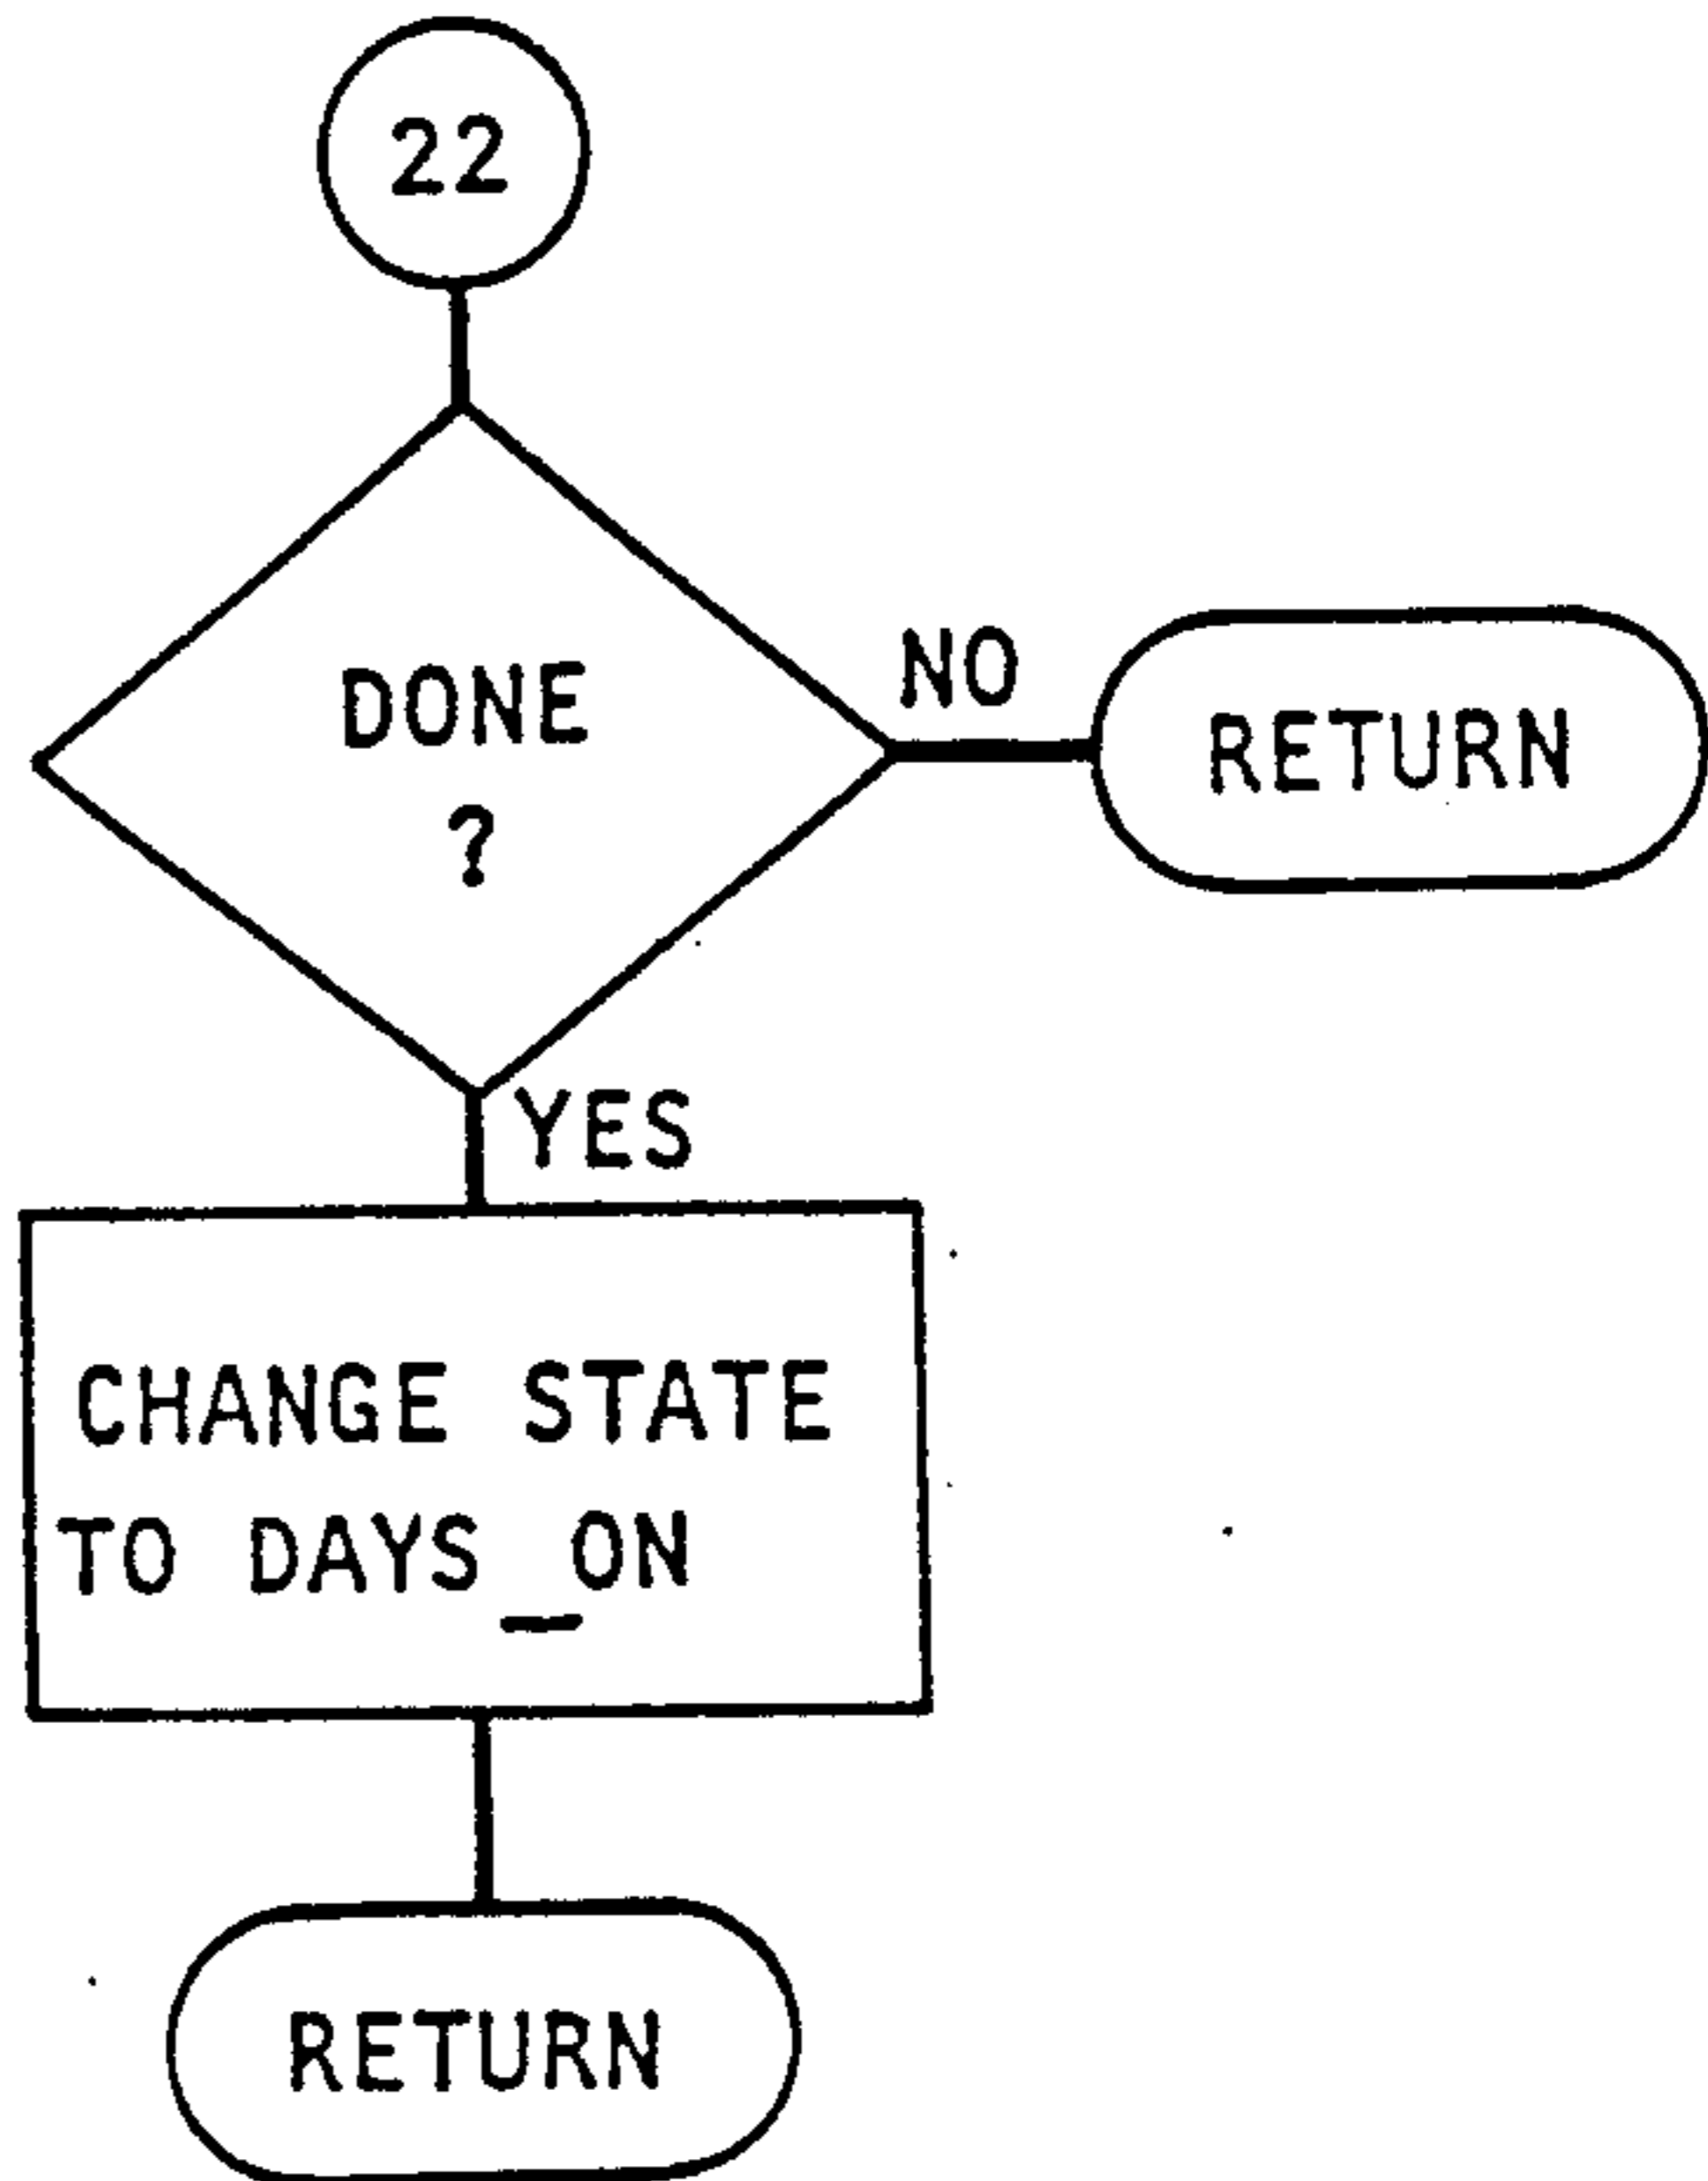 22
DONE
?
NO
RETURN
YES
CHANGE STATE
TO DAYS_ON
RETURN